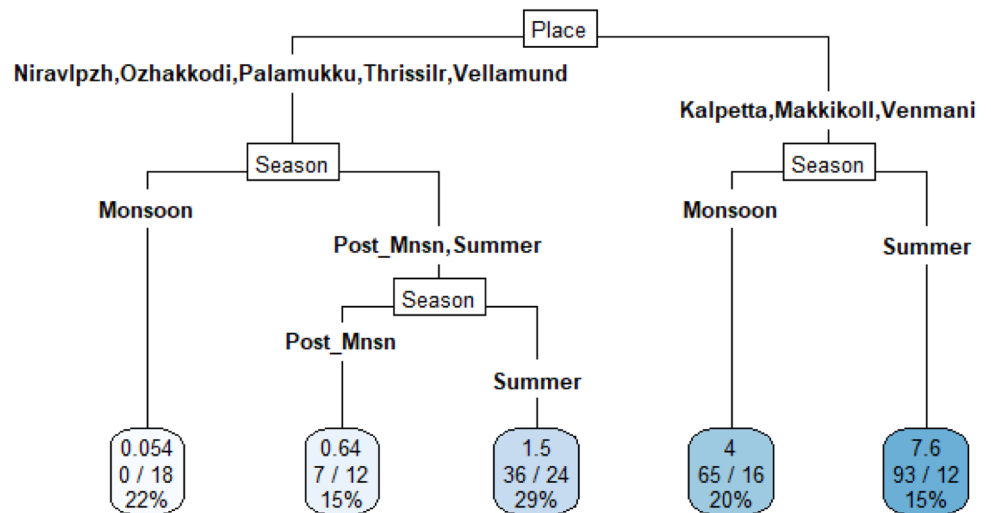 Place
Niravlpzh,Ozhakkodi,Palamukku,Thrissilr,Vellamund
Kalpetta,Makkikoll,Venmani
Season
Season
Monsoon
Monsoon
Post_Mnsn,Summer
Summer
Season
Post_Mnsn
Summer
0.054
0 / 18
22%
0.64
7 / 12
15%
1.5
36 / 24
29%
4
65 / 16
20%
7.6
93 / 12
15%